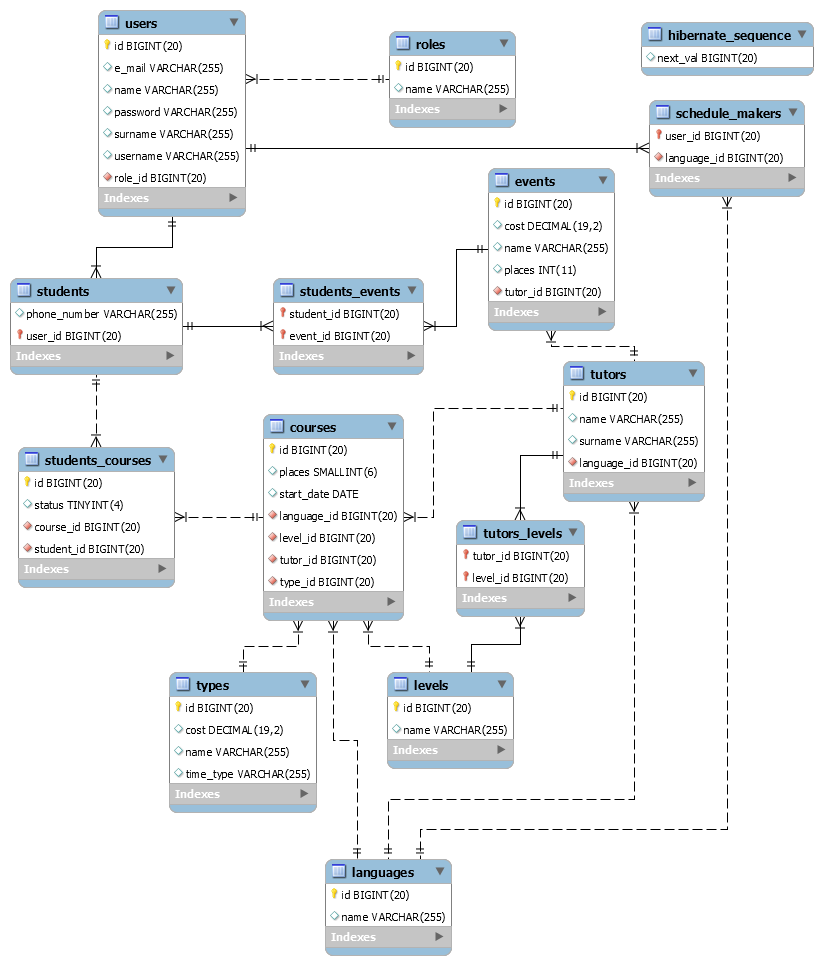 users
id BIGINT(20)
e_mail VARCHAR(255)
name VARCHAR(255)
password VARCHAR(255)
surname VARCHAR(255)
username VARCHAR(255)
role_id BIGINT(20)
Indexes
roles
id BIGINT(20)
name VARCHAR(255)
Indexes
hibernate_sequence
next_val BIGINT(20)
schedule_makers
user_id BIGINT(20)
language_id BIGINT(20)
Indexes
events
id BIGINT(20)
cost DECIMAL(19,2)
name VARCHAR(255)
places INT(11)
tutor_id BIGINT(20)
Indexes
students
phone_number VARCHAR(255)
user_id BIGINT(20)
Indexes
students_events
student_id BIGINT(20)
event_id BIGINT(20)
Indexes
tutors
id BIGINT(20)
name VARCHAR(255)
surname VARCHAR(255)
language_id BIGINT(20)
Indexes
courses
id BIGINT(20)
places SMALLINT(6)
start_date DATE
language_id BIGINT(20)
level_id BIGINT(20)
tutor_id BIGINT(20)
type_id BIGINT(20)
Indexes
students_courses
id BIGINT(20)
status TINYINT(4)
course_id BIGINT(20)
student_id BIGINT(20)
Indexes
tutors_levels
tutor_id BIGINT(20)
level_id BIGINT(20)
Indexes
types
id BIGINT(20)
cost DECIMAL(19,2)
name VARCHAR(255)
time_type VARCHAR(255)
Indexes
levels
id BIGINT(20)
name VARCHAR(255)
Indexes
languages
id BIGINT(20)
name VARCHAR(255)
Indexes